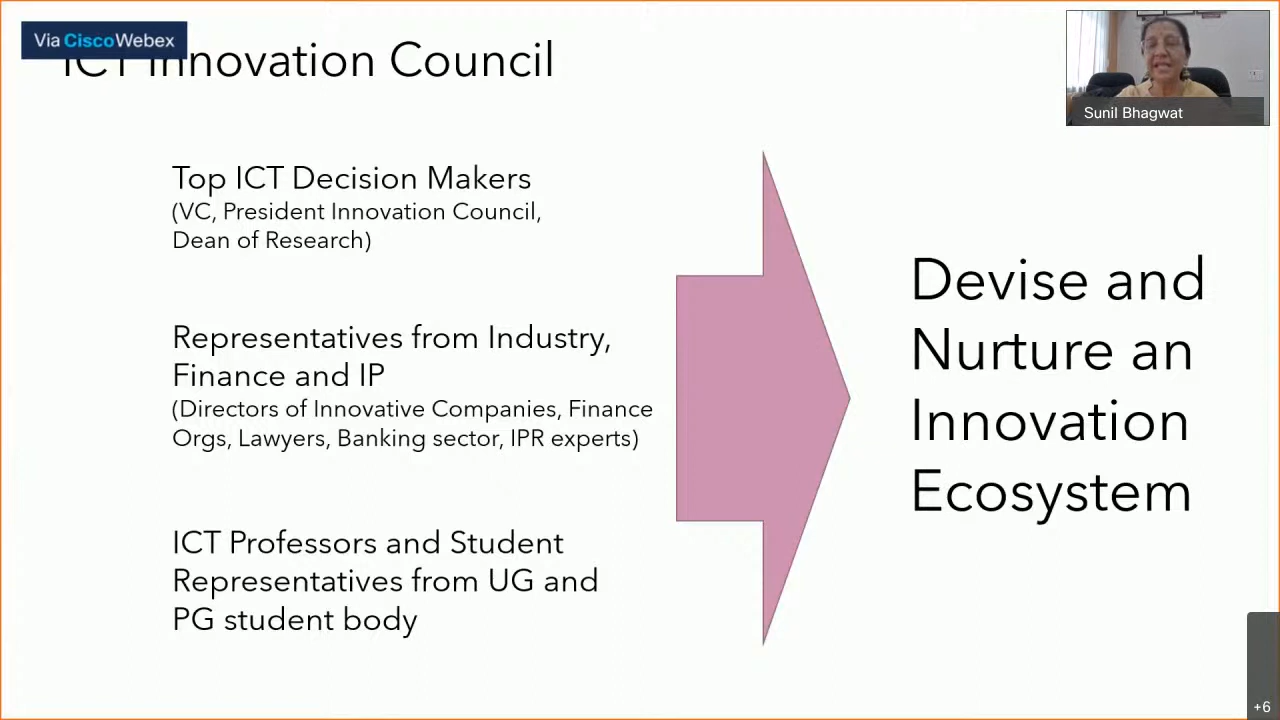 Via Cisco Webex
ICT Innovation Council
Sunil Bhagwat
Top ICT Decision Makers
(VC, President Innovation Council,
Dean of Research)
Representatives from Industry,
Finance and IP
(Directors of Innovative Companies, Finance
Orgs, Lawyers, Banking sector, IPR experts)
ICT Professors and Student
Representatives from UG and
PG student body
Devise and
Nurture an
Innovation
Ecosystem
+6